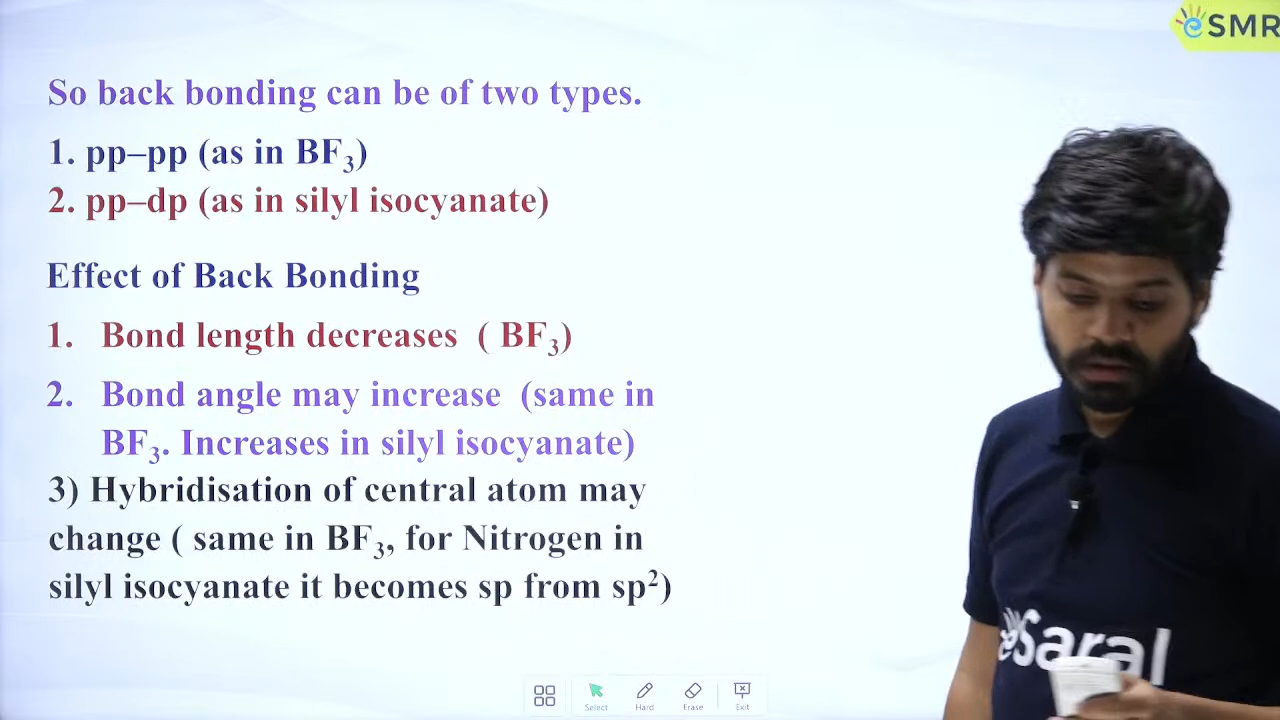 eSMR
So back bonding can be of two types.
1. pp–pp (as in BF₃)
2. pp–dp (as in silyl isocyanate)
Effect of Back Bonding
1. Bond length decreases ( BF₃)
2. Bond angle may increase (same in
BF₃. Increases in silyl isocyanate)
3) Hybridisation of central atom may
change ( same in BF₃, for Nitrogen in
silyl isocyanate it becomes sp from sp²)
eSaral
Select Hard Erase Exit